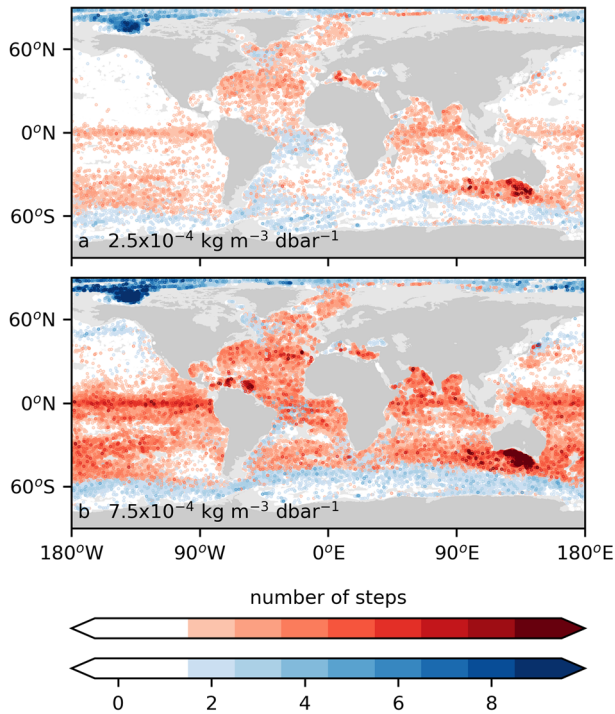 60°N
0°N
60°S
a 2.5x10⁻⁴ kg m⁻³ dbar⁻¹
60°N
0°N
60°S
b 7.5x10⁻⁴ kg m⁻³ dbar⁻¹
180°W 90°W 0°E 90°E 180°E
number of steps
0 2 4 6 8